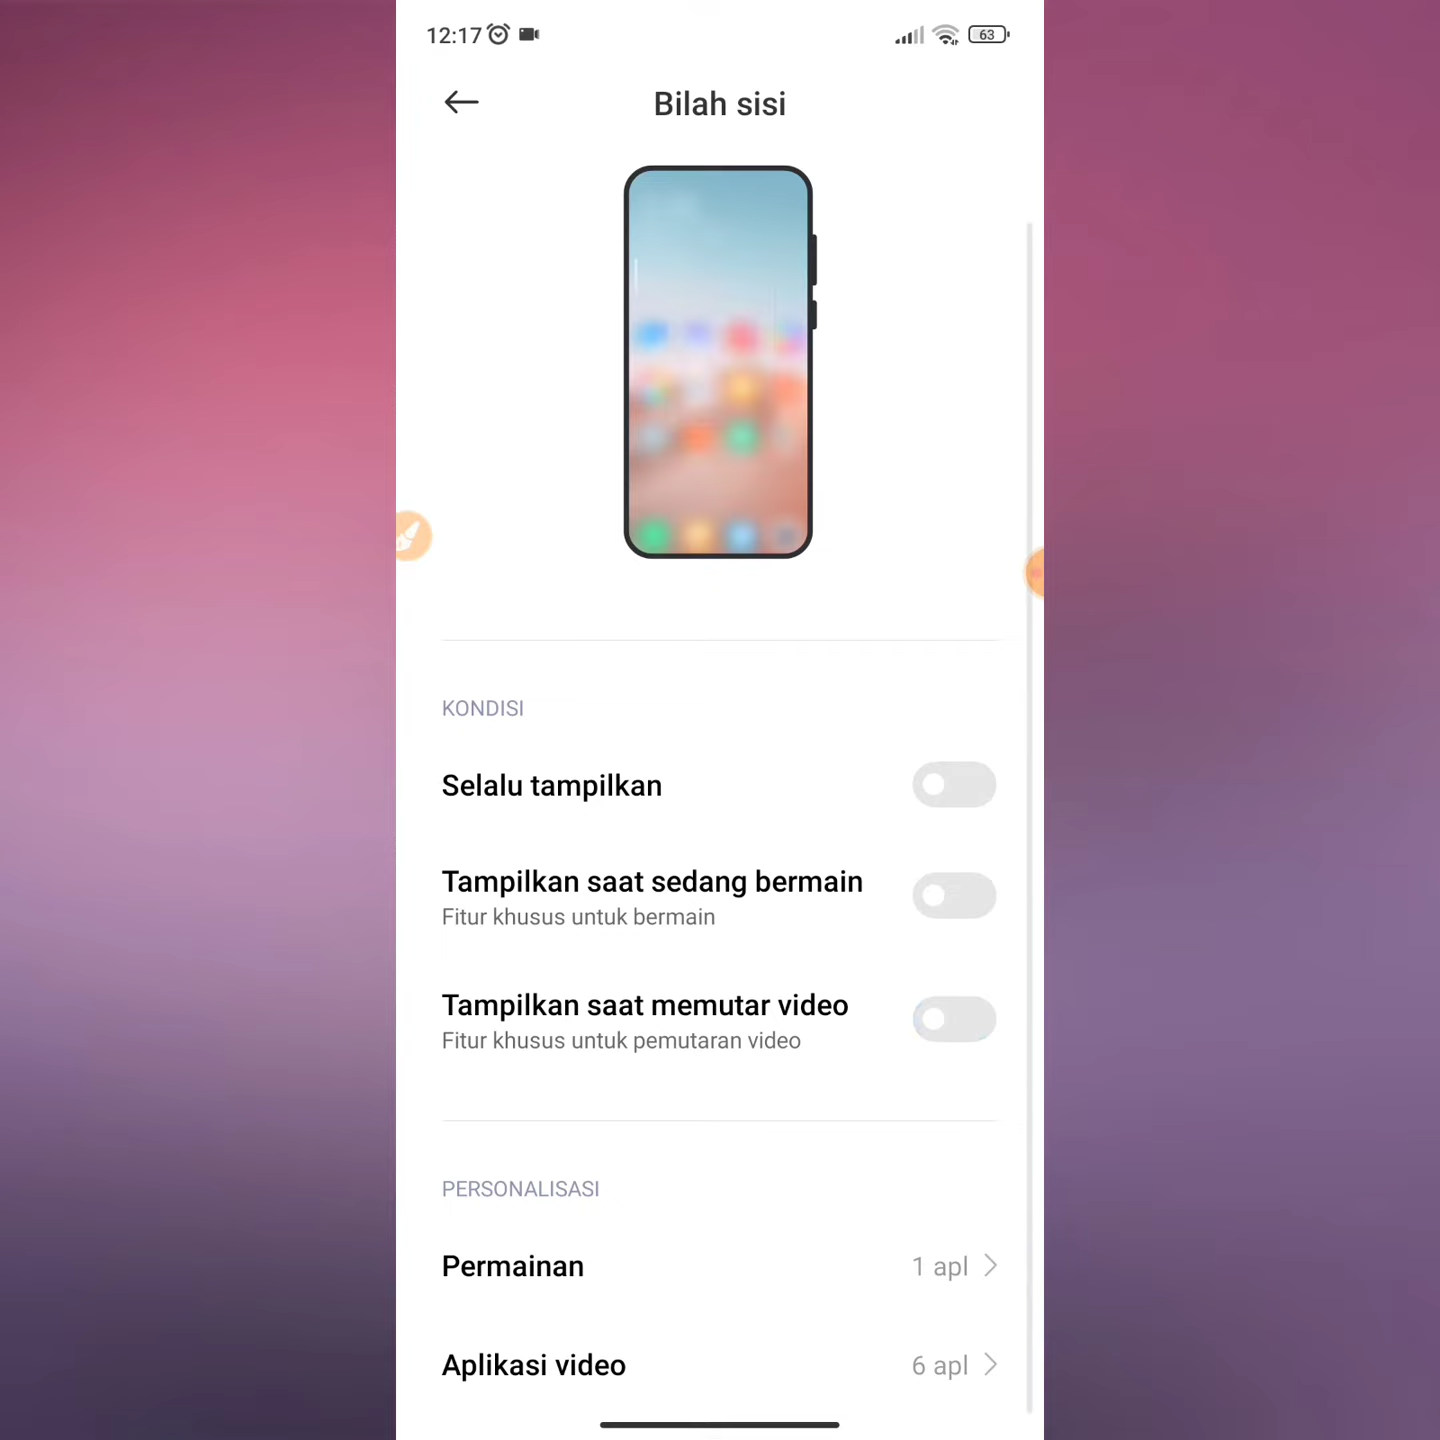 12:17 63
Bilah sisi
KONDISI
Selalu tampilkan
Tampilkan saat sedang bermain
Fitur khusus untuk bermain
Tampilkan saat memutar video
Fitur khusus untuk pemutaran video
PERSONALISASI
Permainan 1 apl
Aplikasi video 6 apl